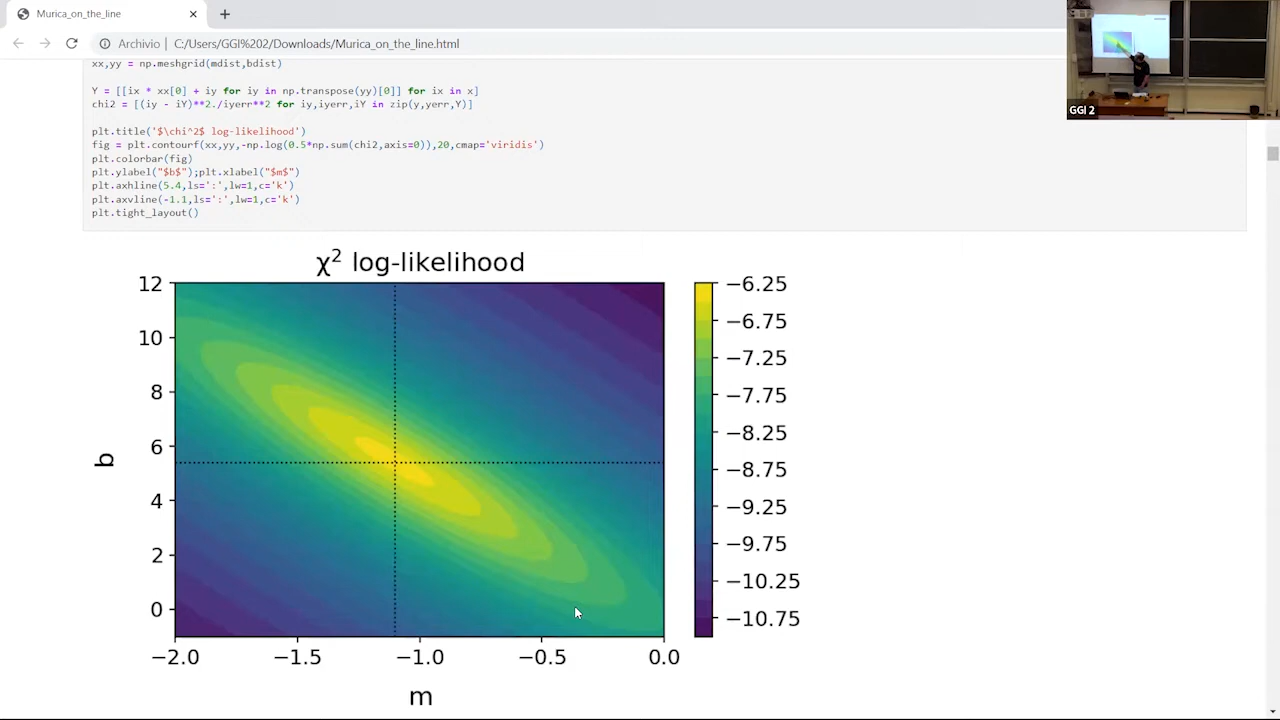 Murica_on_the_line
Archivio | C:/Users/GGI%202/Downloads/Murica_on_the_line.html
xx,yy = np.meshgrid(mdist,bdist)
Y = [[ix * xx[0] + iy for iy in np.transpose(yy)[0]] for ix in x]
chi2 = [(iy - iY)**2./iyerr**2 for iy,iyerr,iY in zip(y,yerr,Y)]
plt.title('$\chi^2$ log-likelihood')
fig = plt.contourf(xx,yy,-np.log(0.5*np.sum(chi2,axis=0)),20,cmap='viridis')
plt.colorbar(fig)
plt.ylabel("$b$");plt.xlabel("$m$")
plt.axhline(5.4,ls=':',lw=1,c='k')
plt.axvline(-1.1,ls=':',lw=1,c='k')
plt.tight_layout()
GGI 2
χ² log-likelihood
12
10
8
6
4
2
0
b
−2.0 −1.5 −1.0 −0.5 0.0
m
−6.25
−6.75
−7.25
−7.75
−8.25
−8.75
−9.25
−9.75
−10.25
−10.75